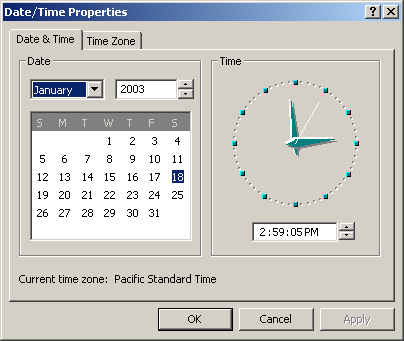 Date/Time Properties
Date & Time Time Zone
Date
January 2003
S M T W T F S
1 2 3 4
5 6 7 8 9 10 11
12 13 14 15 16 17 18
19 20 21 22 23 24 25
26 27 28 29 30 31
Time
2:59:05 PM
Current time zone: Pacific Standard Time
OK Cancel Apply